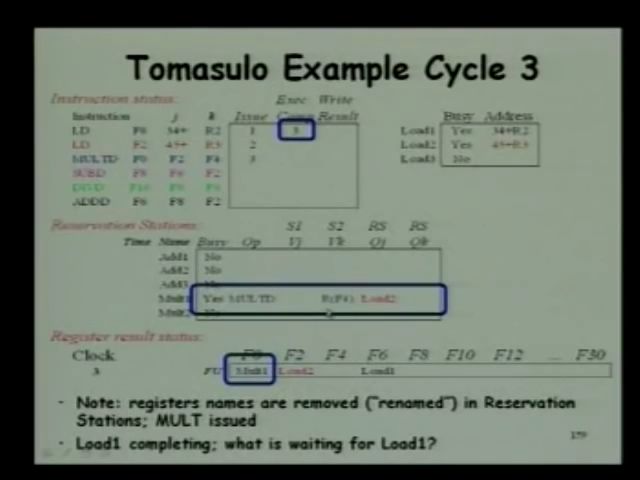 Tomasulo Example Cycle 3
Instruction status:
Exec Write
Instruction j k Issue Comp Result
Busy Address
LD F6 34+ R2 1 3
Load1 Yes 34+R2
LD F2 45+ R3 2
Load2 Yes 45+R3
MULTD F0 F2 F4 3
Load3 No
SUBD F8 F6 F2
DIVD F10 F0 F6
ADDD F6 F8 F2
Reservation Stations:
S1 S2 RS RS
Time Name Busy Op Vj Vk Qj Qk
Add1 No
Add2 No
Add3 No
Mult1 Yes MULTD R(F4) Load2
Mult2 No
Register result status:
Clock F0 F2 F4 F6 F8 F10 F12 ... F30
3 FU Mult1 Load2 Load1
· Note: registers names are removed ("renamed") in Reservation
Stations; MULT issued
· Load1 completing; what is waiting for Load1?
159